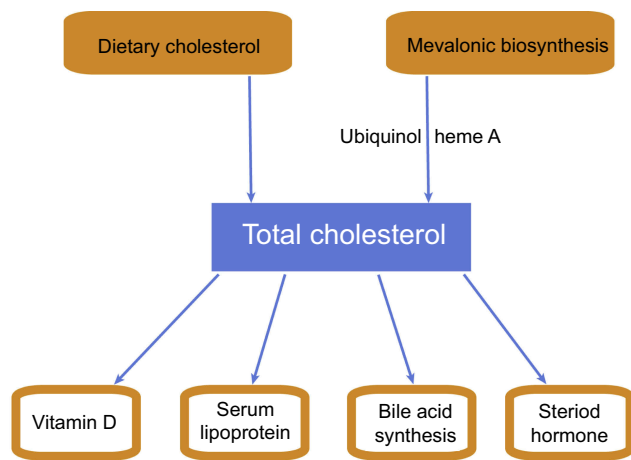 Dietary cholesterol
Mevalonic biosynthesis
Ubiquinol heme A
Total cholesterol
Vitamin D
Serum
lipoprotein
Bile acid
synthesis
Steriod
hormone